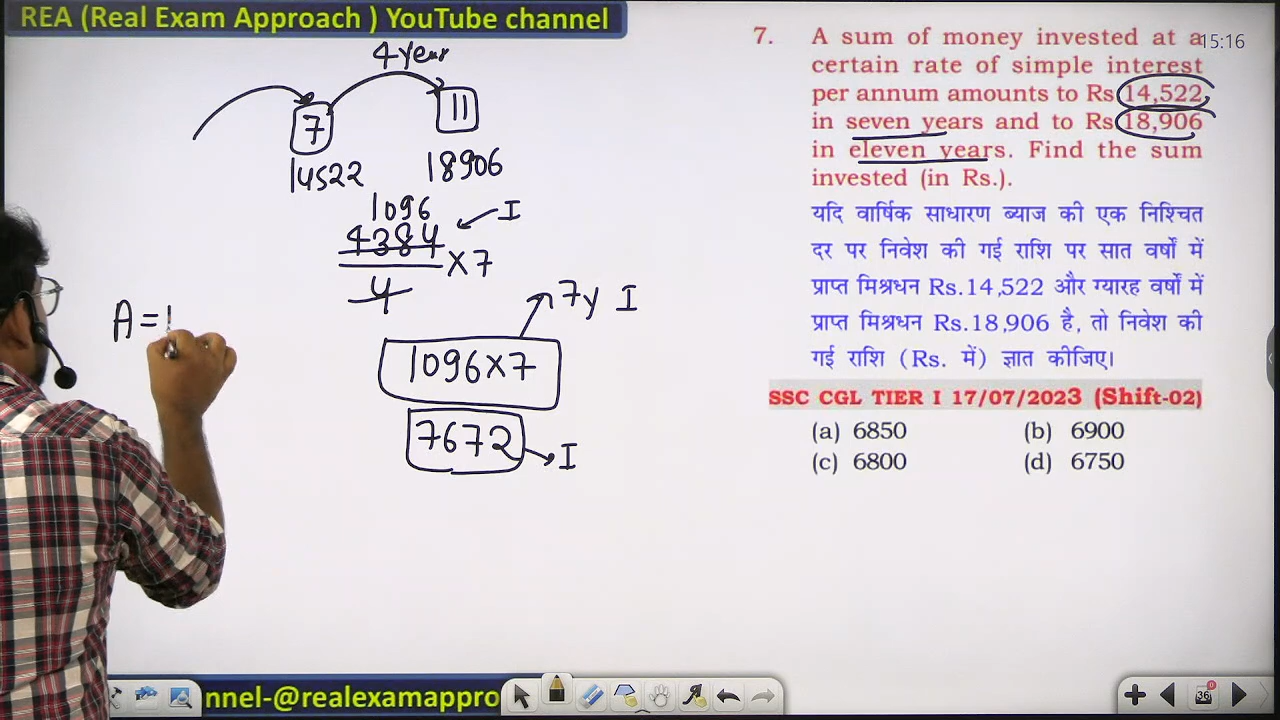 REA (Real Exam Approach ) YouTube channel
4 Year
7
11
14522
18906
1096
I
4384
4
×7
7y I
1096×7
7672
I
A=
7. A sum of money invested at a
certain rate of simple interest
per annum amounts to Rs 14,522
in seven years and to Rs 18,906
in eleven years. Find the sum
invested (in Rs.).
15:16
यदि वार्षिक साधारण ब्याज की एक निश्चित
दर पर निवेश की गई राशि पर सात वर्षों में
प्राप्त मिश्रधन Rs.14,522 और ग्यारह वर्षों में
प्राप्त मिश्रधन Rs.18,906 है, तो निवेश की
गई राशि (Rs. में) ज्ञात कीजिए।
SSC CGL TIER I 17/07/2023 (Shift-02)
(a) 6850 (b) 6900
(c) 6800 (d) 6750
nnel-@realexamappro
36